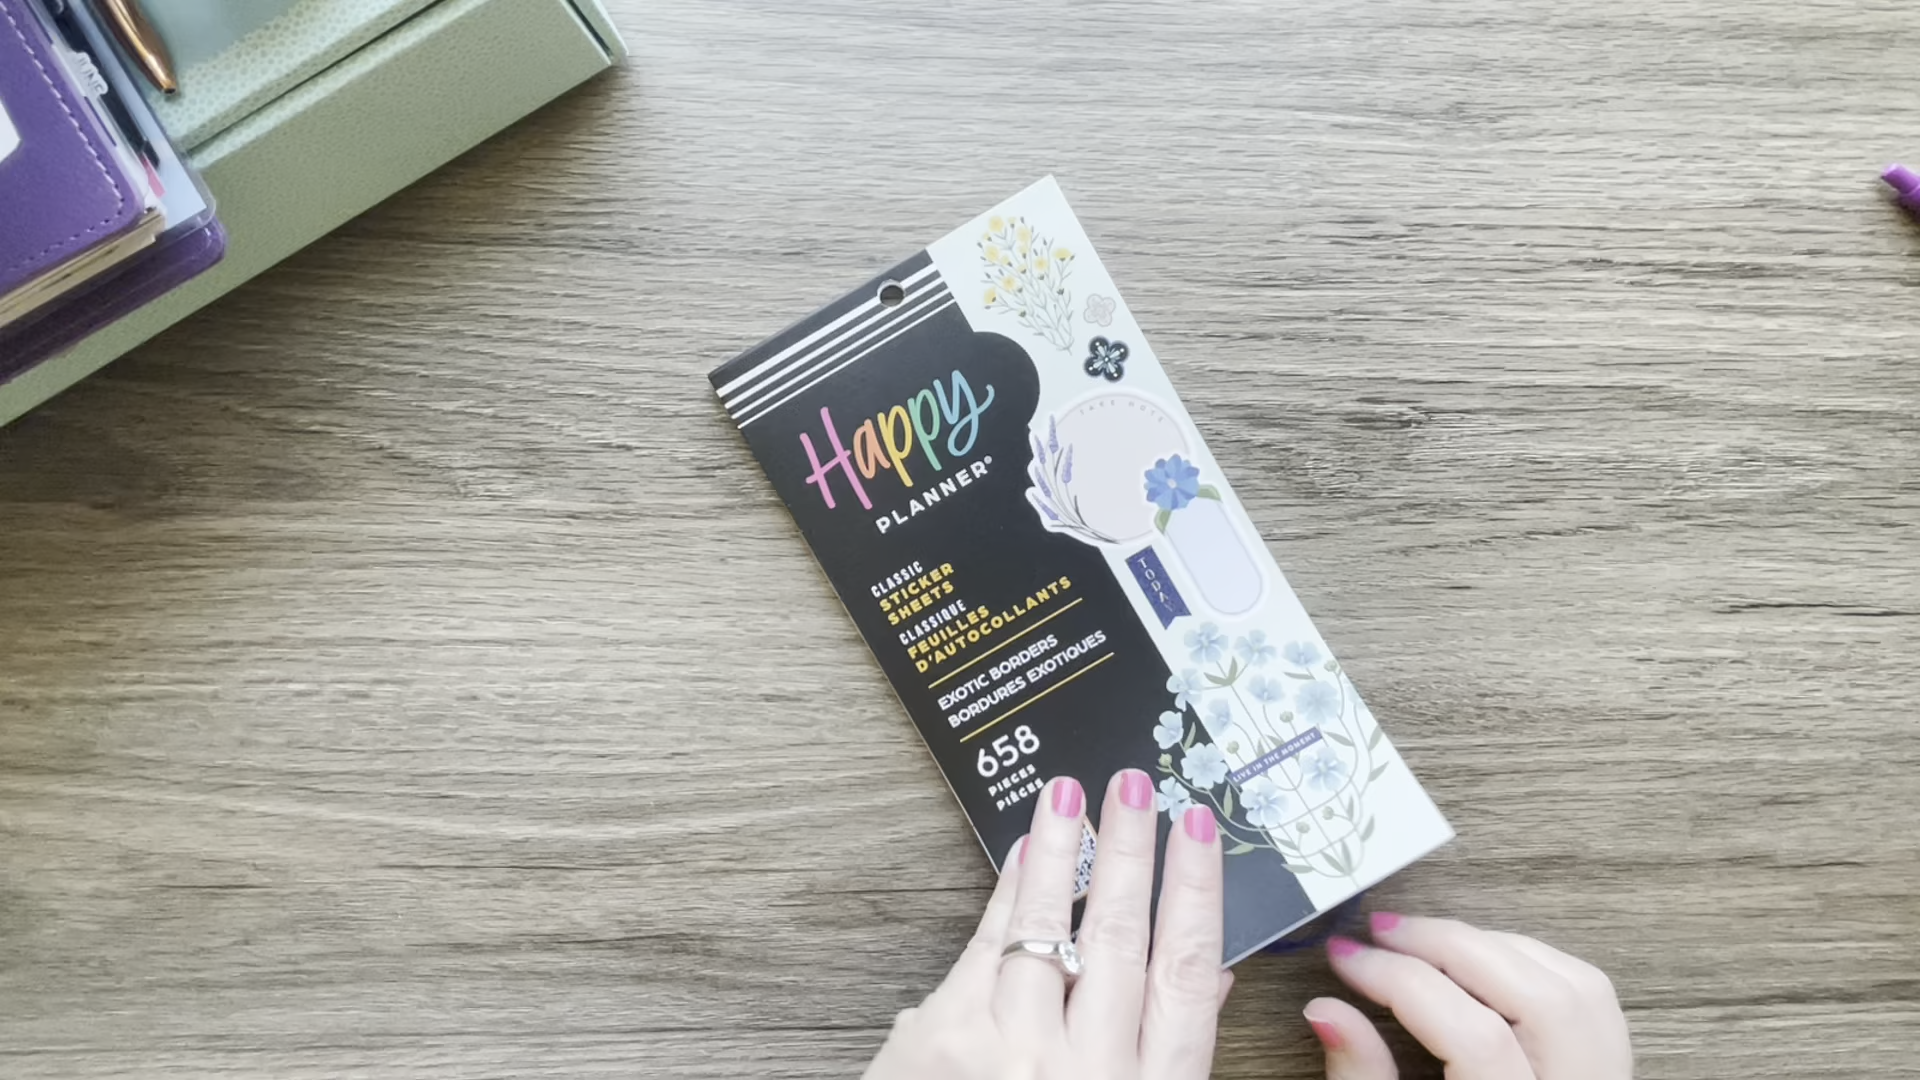 JUNE
Happy
PLANNER®
CLASSIC
STICKER
SHEETS
CLASSIQUE
FEUILLES
D'AUTOCOLLANTS
EXOTIC BORDERS
BORDURES EXOTIQUES
658
PIECES
PIÈCES
TAKE NOTE
TODAY
LIVE IN THE MOMENT